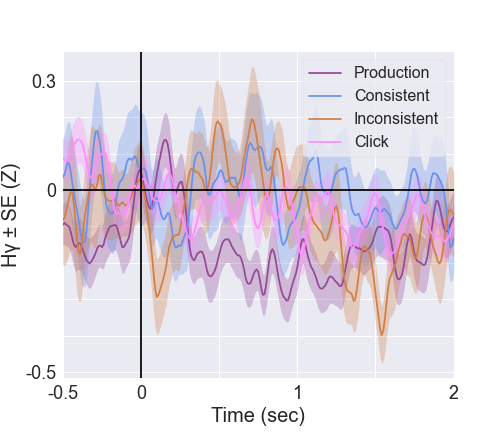 Production
Consistent
Inconsistent
Click
0.3
0
-0.5
Hγ ± SE (Z)
-0.5
0
1
2
Time (sec)